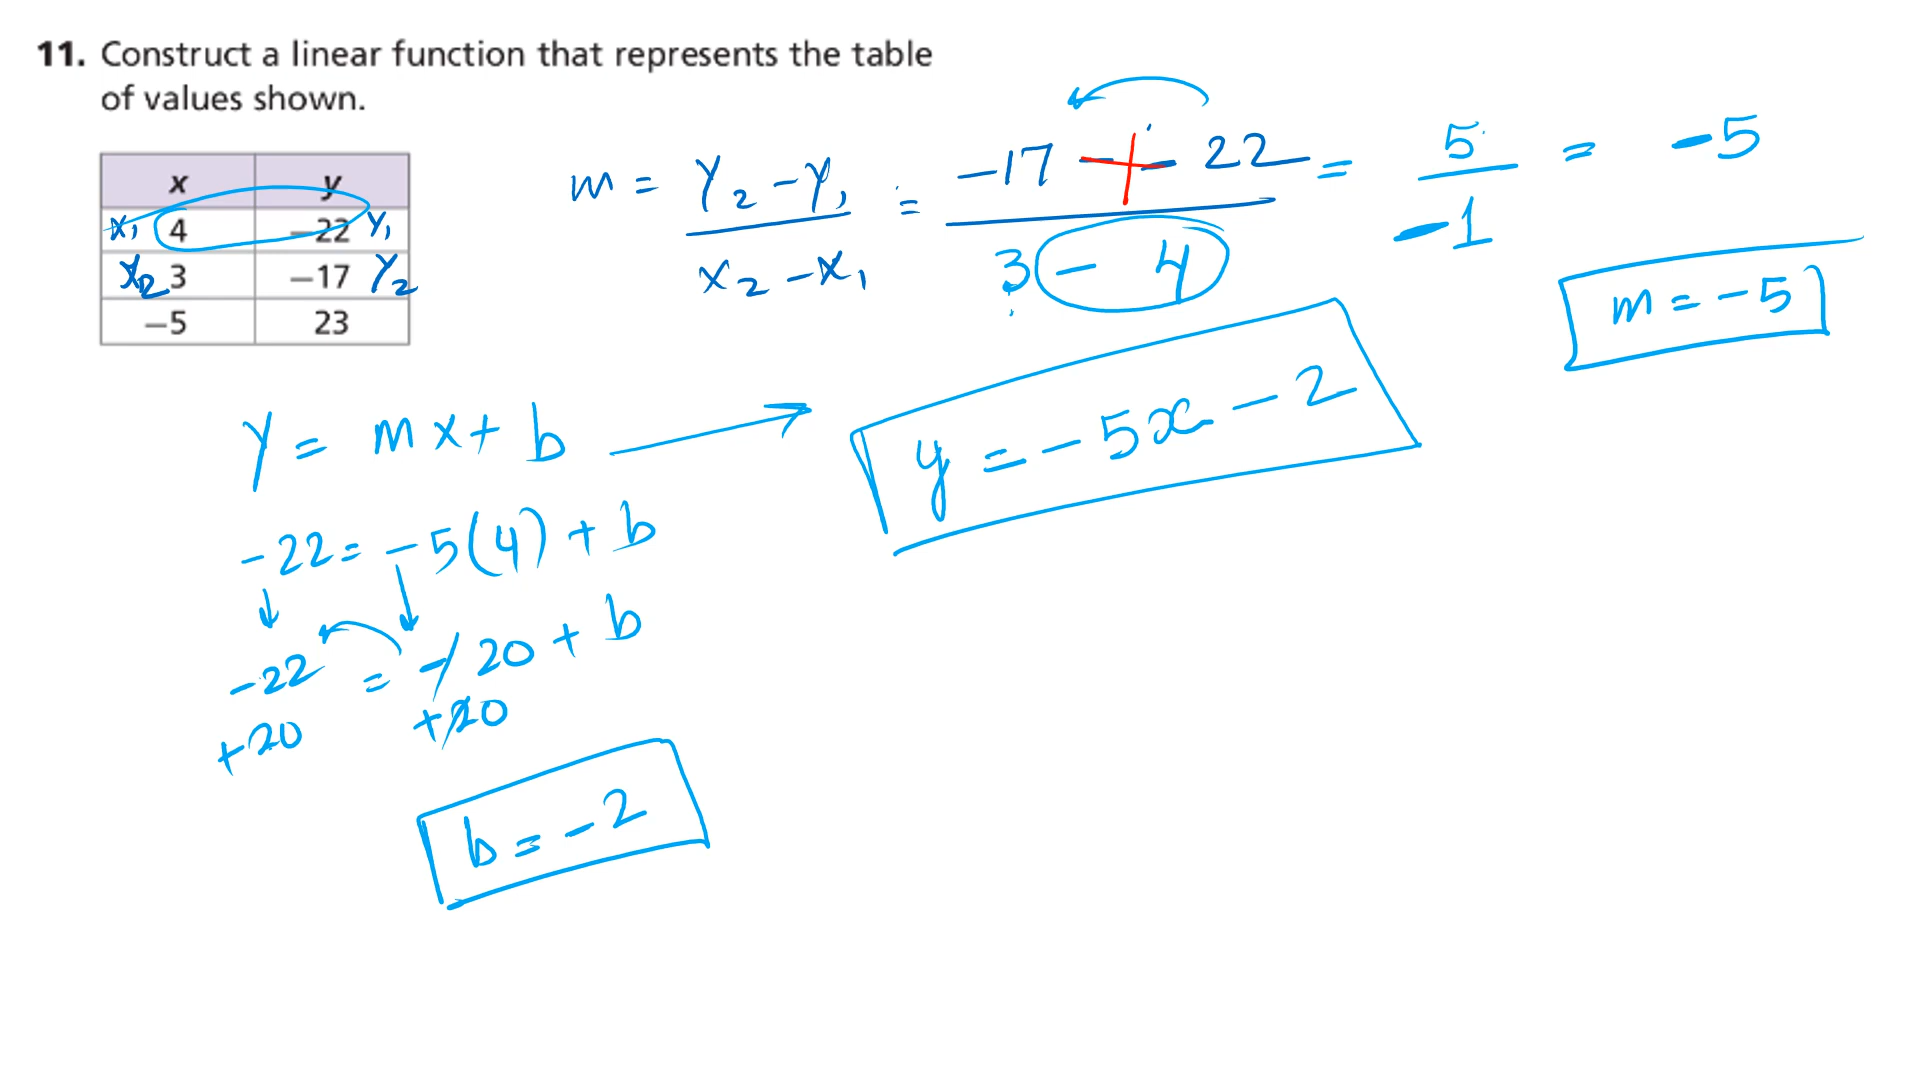 11. Construct a linear function that represents the table
of values shown.
x y
x₁ 4 −22 y₁
x₂ 3 −17 y₂
−5 23
m = y₂ − y₁ / x₂ − x₁ = −17 − − 22 / 3 − 4 = 5 / −1 = −5
m = −5
y = mx + b → y = −5x − 2
−22 = −5(4) + b
−22 = −20 + b
+20 +20
b = −2